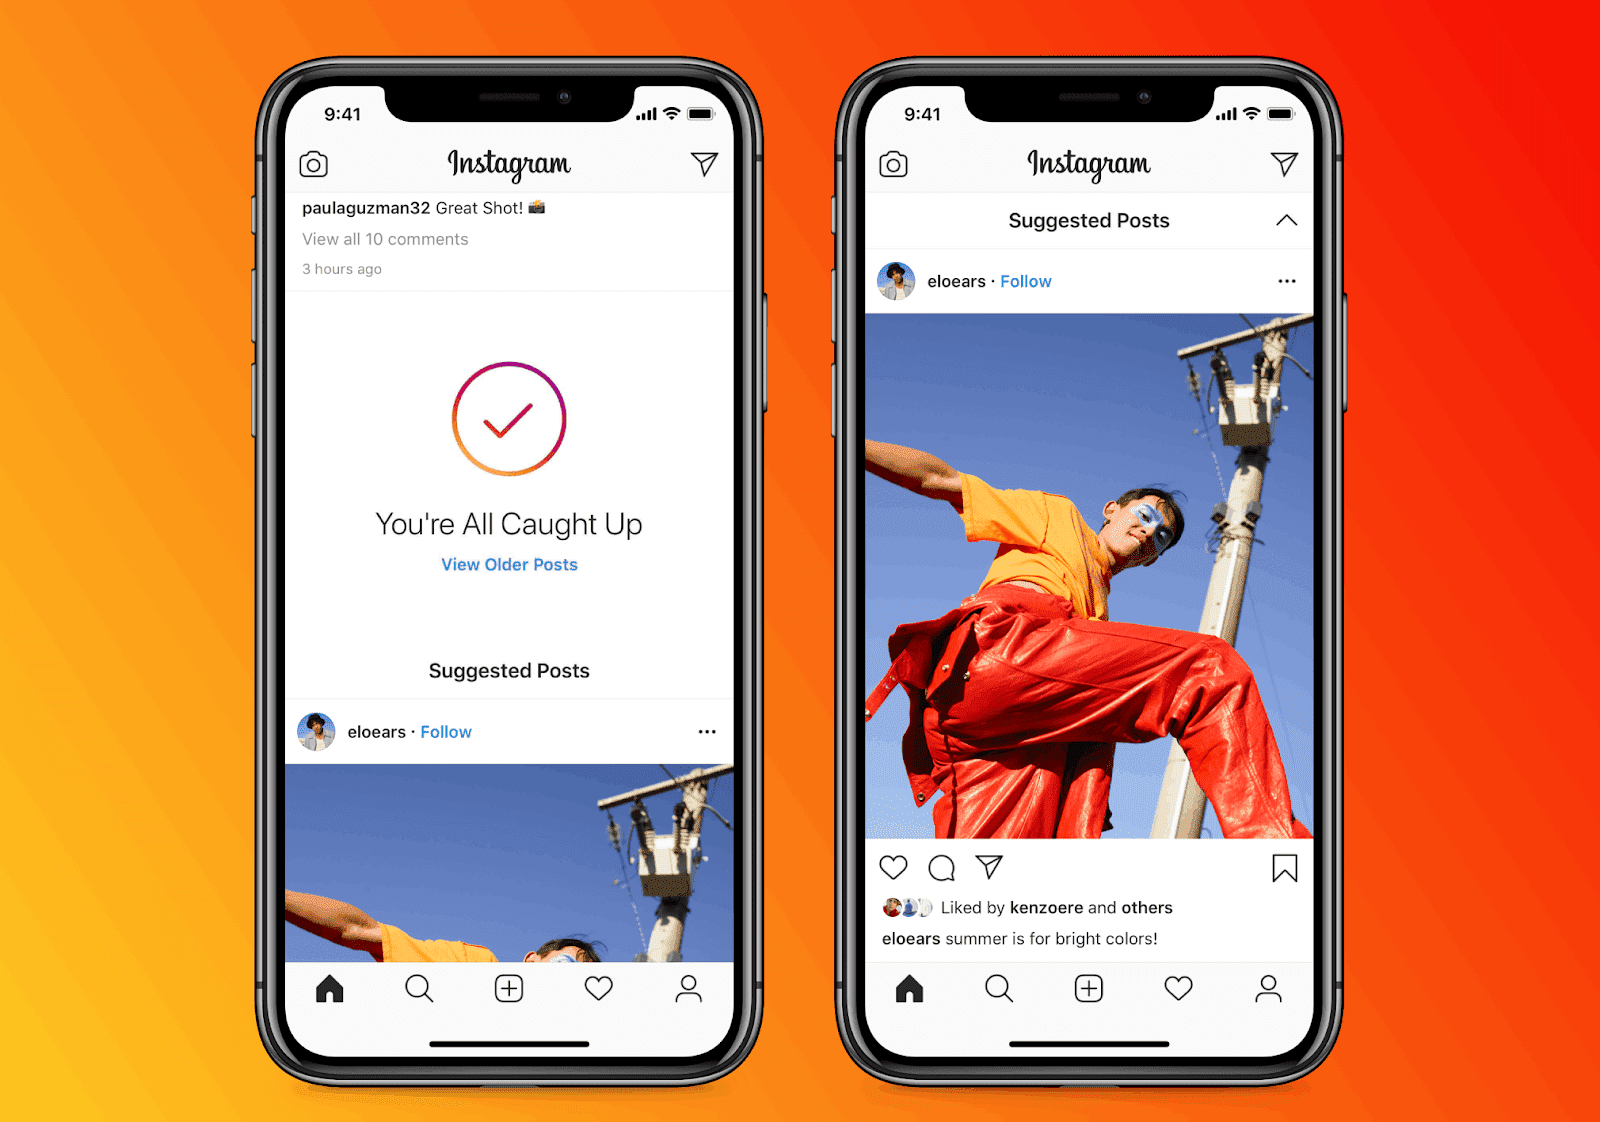 9:41
Instagram
paulaguzman32 Great Shot! 📸
View all 10 comments
3 hours ago
You're All Caught Up
View Older Posts
Suggested Posts
eloears · Follow
9:41
Instagram
Suggested Posts
eloears · Follow
Liked by kenzoere and others
eloears summer is for bright colors!